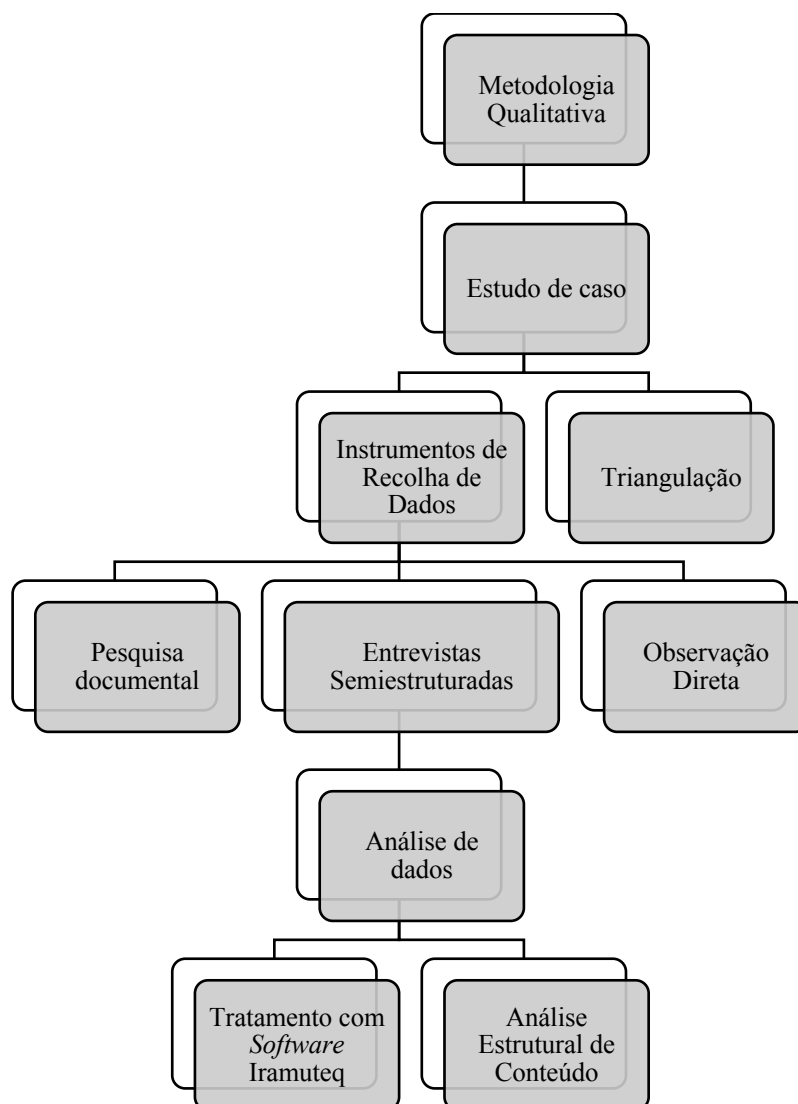 Metodologia
Qualitativa
Estudo de caso
Instrumentos de
Recolha de
Dados
Triangulação
Pesquisa
documental
Entrevistas
Semiestruturadas
Observação
Direta
Análise de
dados
Tratamento com
Software
Iramuteq
Análise
Estrutural de
Conteúdo